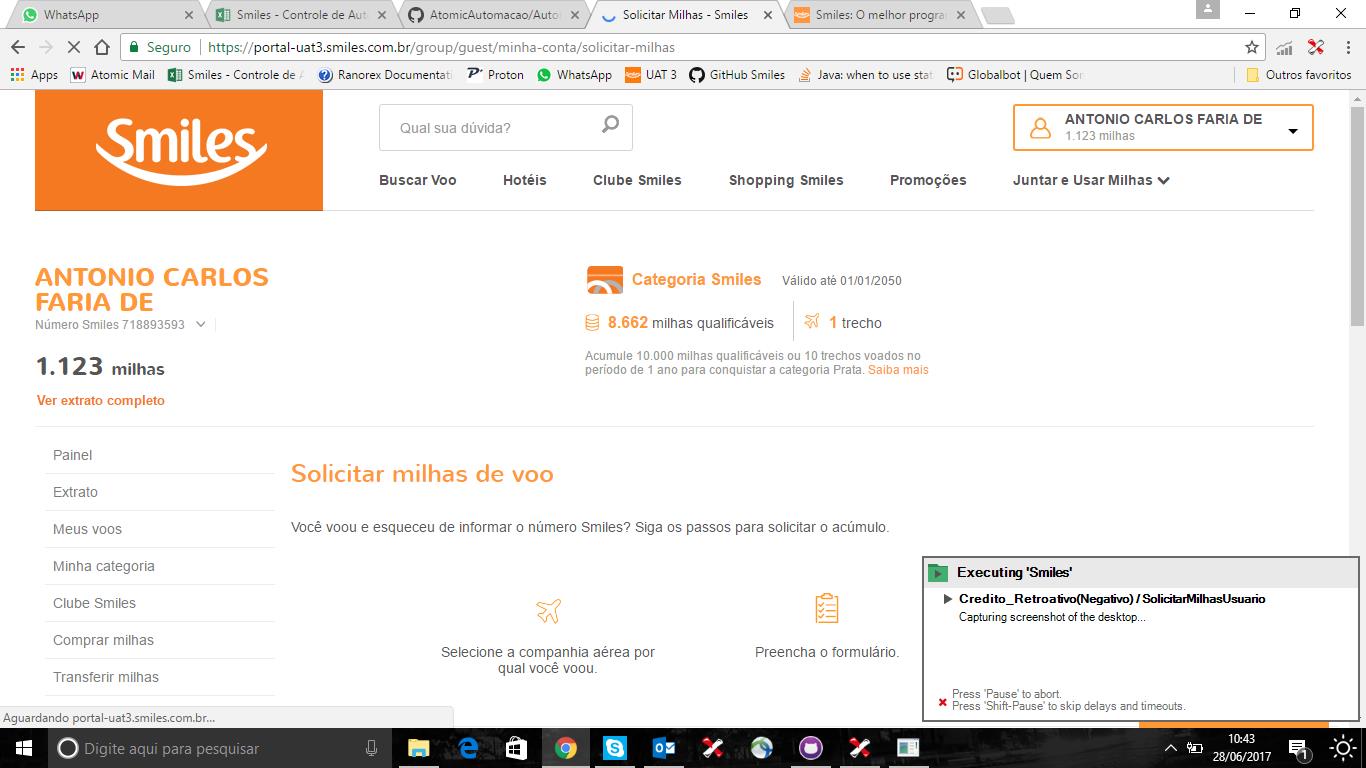 WhatsApp
Smiles - Controle de Aut
AtomicAutomacao/Autor
Solicitar Milhas - Smiles
Smiles: O melhor progra
Seguro
https://portal-uat3.smiles.com.br/group/guest/minha-conta/solicitar-milhas
Apps
Atomic Mail
Smiles - Controle de A
Ranorex Documentati
Proton
WhatsApp
UAT 3
GitHub Smiles
Java: when to use stat
Globalbot | Quem Som
Outros favoritos
Smiles
Qual sua dúvida?
ANTONIO CARLOS FARIA DE
1.123 milhas
Buscar Voo
Hotéis
Clube Smiles
Shopping Smiles
Promoções
Juntar e Usar Milhas
ANTONIO CARLOS
FARIA DE
Número Smiles 718893593
1.123 milhas
Ver extrato completo
Categoria Smiles
Válido até 01/01/2050
8.662 milhas qualificáveis
1 trecho
Acumule 10.000 milhas qualificáveis ou 10 trechos voados no
período de 1 ano para conquistar a categoria Prata. Saiba mais
Painel
Extrato
Meus voos
Minha categoria
Clube Smiles
Comprar milhas
Transferir milhas
Solicitar milhas de voo
Você voou e esqueceu de informar o número Smiles? Siga os passos para solicitar o acúmulo.
Selecione a companhia aérea por
qual você voou.
Preencha o formulário.
Executing 'Smiles'
Credito_Retroativo(Negativo) / SolicitarMilhasUsuario
Capturing screenshot of the desktop...
Press 'Pause' to abort.
Press 'Shift-Pause' to skip delays and timeouts.
Aguardando portal-uat3.smiles.com.br...
Digite aqui para pesquisar
10:43
28/06/2017
1